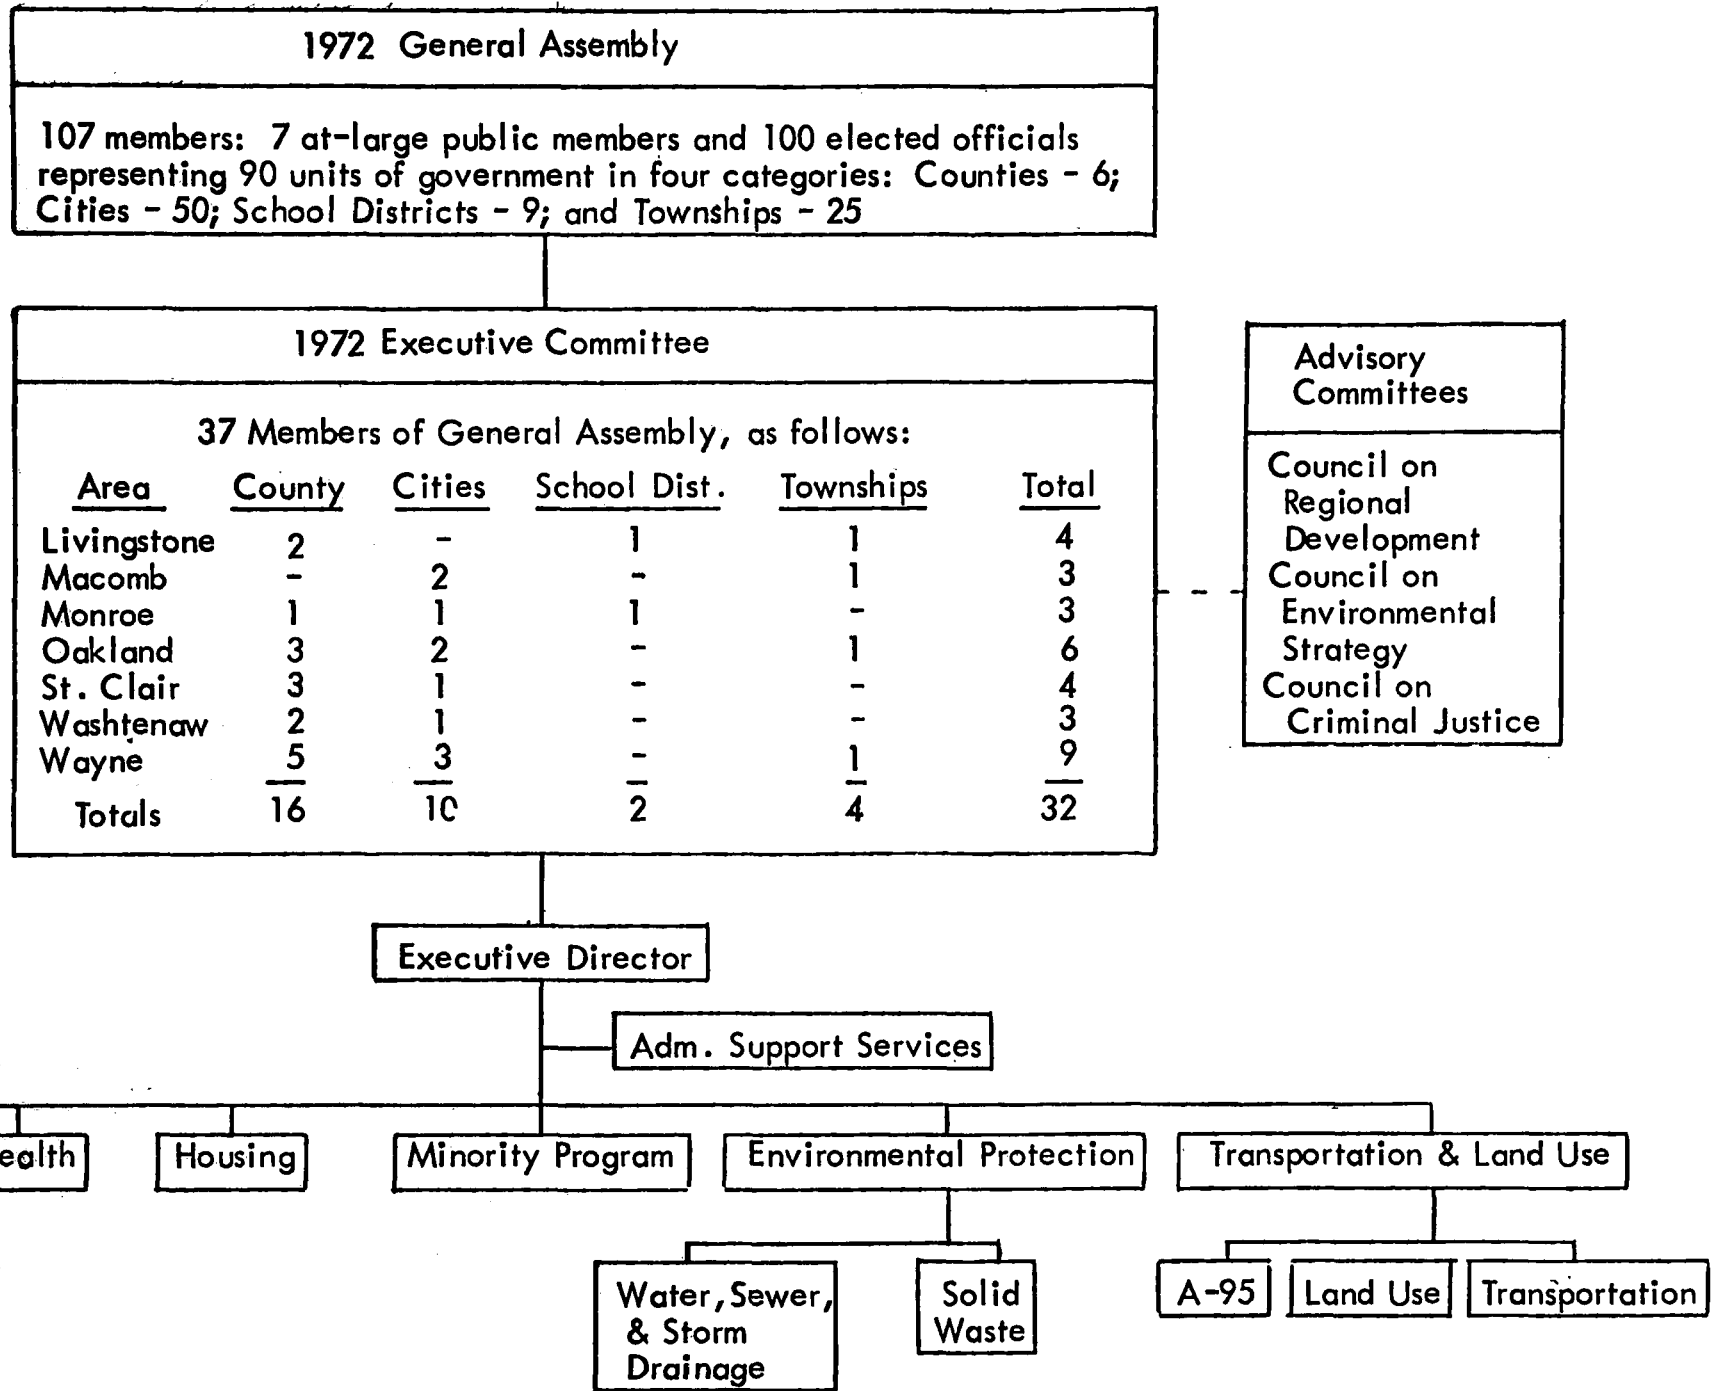 1972 General Assembly
107 members: 7 at-large public members and 100 elected officials
representing 90 units of government in four categories: Counties - 6;
Cities - 50; School Districts - 9; and Townships - 25
1972 Executive Committee
37 Members of General Assembly, as follows:
Area County Cities School Dist. Townships Total
Livingstone 2 - 1 1 4
Macomb - 2 - 1 3
Monroe 1 1 1 - 3
Oakland 3 2 - 1 6
St. Clair 3 1 - - 4
Washtenaw 2 1 - - 3
Wayne 5 3 - 1 9
Totals 16 10 2 4 32
Advisory
Committees
Council on
Regional
Development
Council on
Environmental
Strategy
Council on
Criminal Justice
Executive Director
Adm. Support Services
ealth
Housing
Minority Program
Environmental Protection
Transportation & Land Use
Water, Sewer,
& Storm
Drainage
Solid
Waste
A-95
Land Use
Transportation